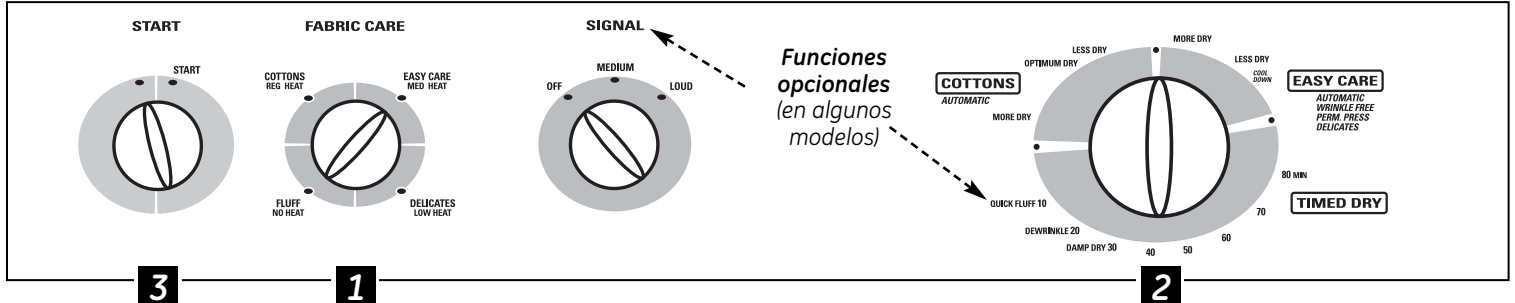 START
START
FABRIC CARE
COTTONS
REG HEAT
EASY CARE
MED HEAT
FLUFF
NO HEAT
DELICATES
LOW HEAT
SIGNAL
OFF
MEDIUM
LOUD
Funciones
opcionales
(en algunos
modelos)
COTTONS
AUTOMATIC
MORE DRY
OPTIMUM DRY
LESS DRY
MORE DRY
LESS DRY
COOL
DOWN
EASY CARE
AUTOMATIC
WRINKLE FREE
PERM. PRESS
DELICATES
80 MIN
TIMED DRY
70
60
50
40
DAMP DRY 30
DEWRINKLE 20
QUICK FLUFF 10
3
1
2